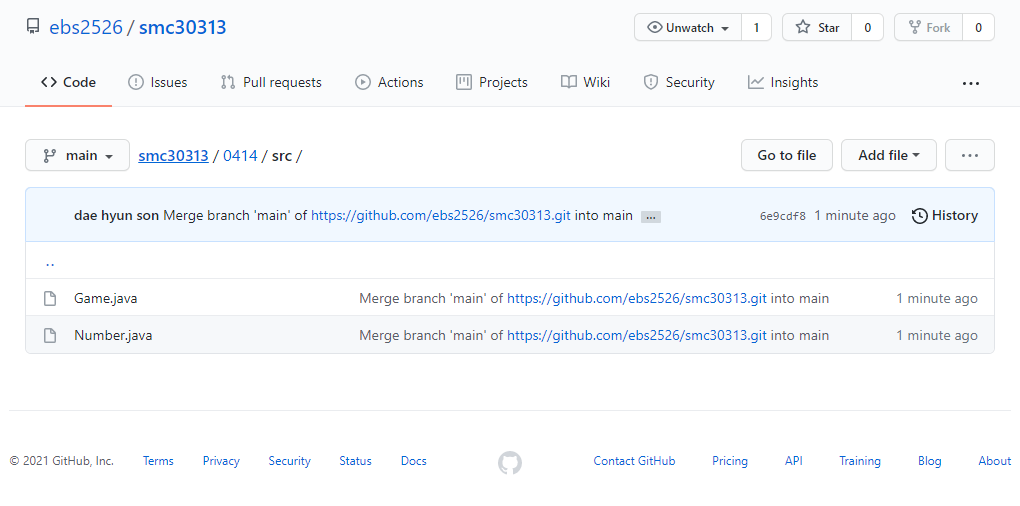 ebs2526 / smc30313 Unwatch 1 Star 0 Fork 0
Code Issues Pull requests Actions Projects Wiki Security Insights ...
main smc30313 / 0414 / src / Go to file Add file ...
dae hyun son Merge branch 'main' of https://github.com/ebs2526/smc30313.git into main ... 6e9cdf8 1 minute ago History
..
Game.java Merge branch 'main' of https://github.com/ebs2526/smc30313.git into main 1 minute ago
Number.java Merge branch 'main' of https://github.com/ebs2526/smc30313.git into main 1 minute ago
© 2021 GitHub, Inc. Terms Privacy Security Status Docs Contact GitHub Pricing API Training Blog About